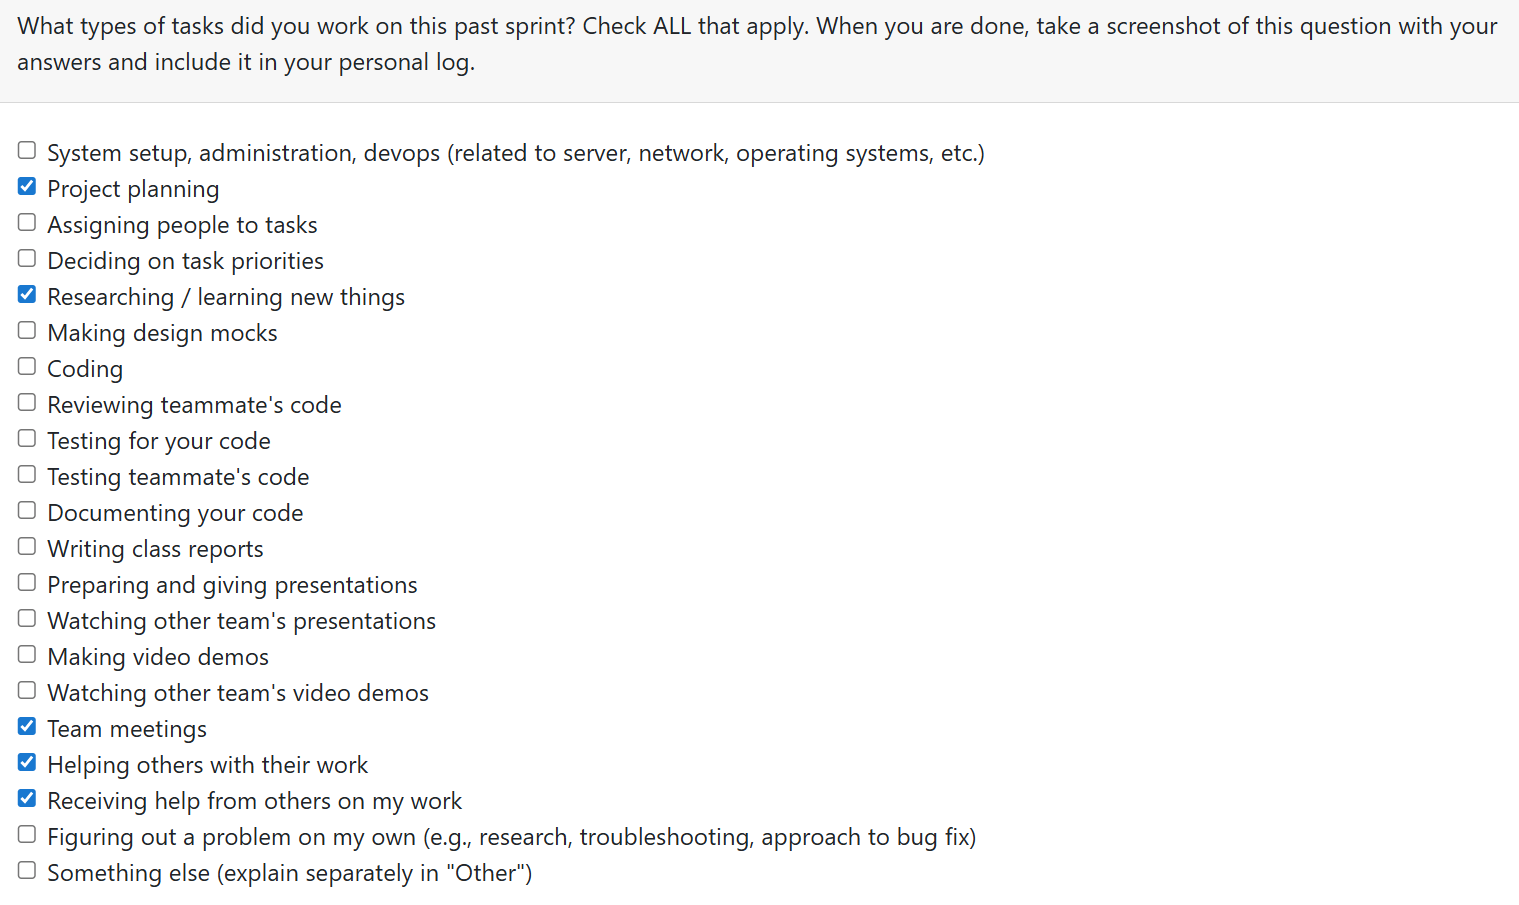 What types of tasks did you work on this past sprint? Check ALL that apply. When you are done, take a screenshot of this question with your
answers and include it in your personal log.
System setup, administration, devops (related to server, network, operating systems, etc.)
Project planning
Assigning people to tasks
Deciding on task priorities
Researching / learning new things
Making design mocks
Coding
Reviewing teammate's code
Testing for your code
Testing teammate's code
Documenting your code
Writing class reports
Preparing and giving presentations
Watching other team's presentations
Making video demos
Watching other team's video demos
Team meetings
Helping others with their work
Receiving help from others on my work
Figuring out a problem on my own (e.g., research, troubleshooting, approach to bug fix)
Something else (explain separately in "Other")